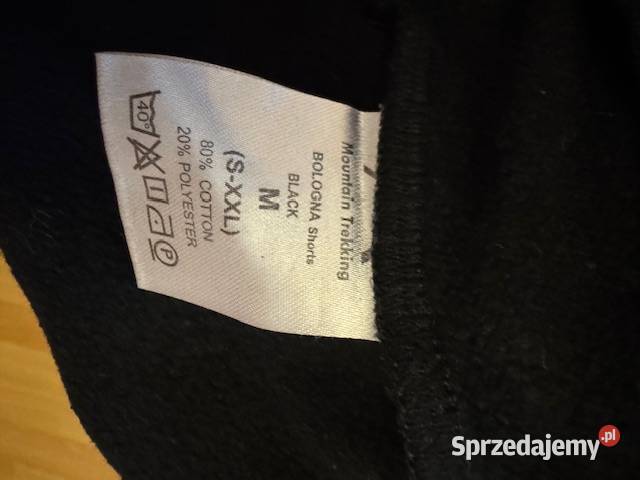 Mountain Trekking
BOLOGNA Shorts
BLACK
M
(S-XXL)
80% COTTON
20% POLYESTER
40°
P
Sprzedajemy.pl